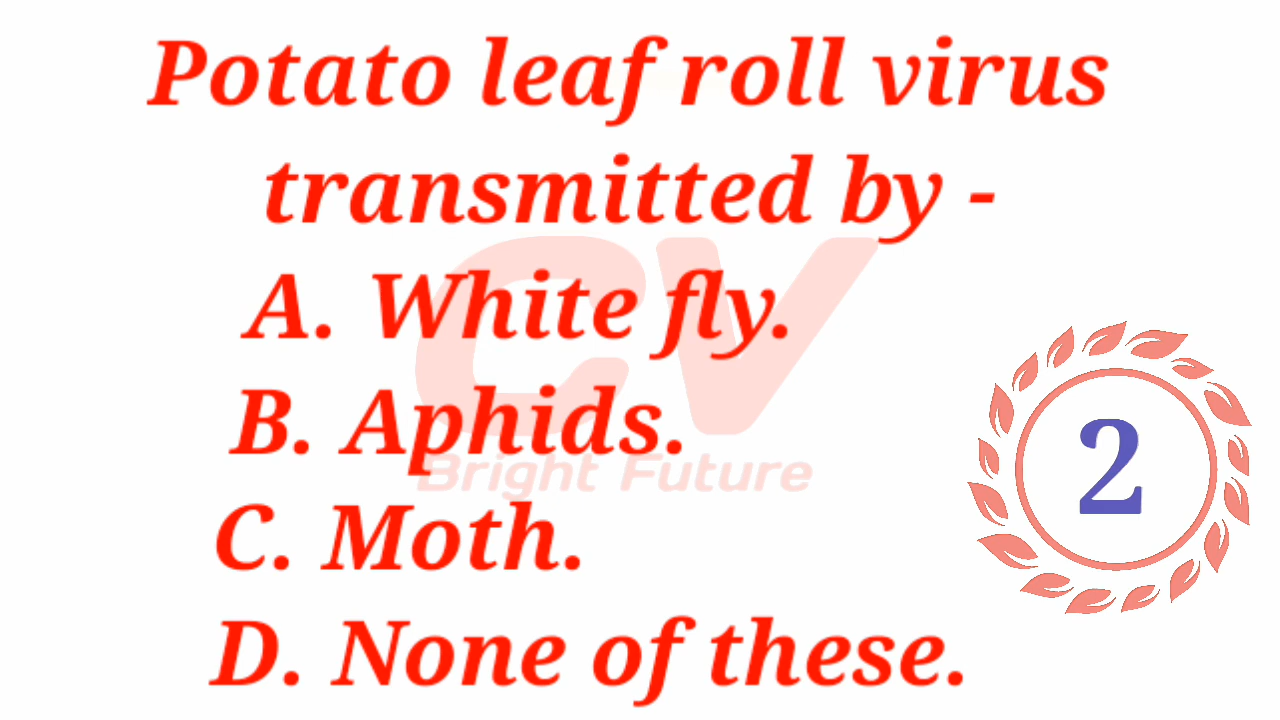 Potato leaf roll virus
transmitted by -
A. White fly.
B. Aphids.
C. Moth.
D. None of these.
CV
Bright Future
2